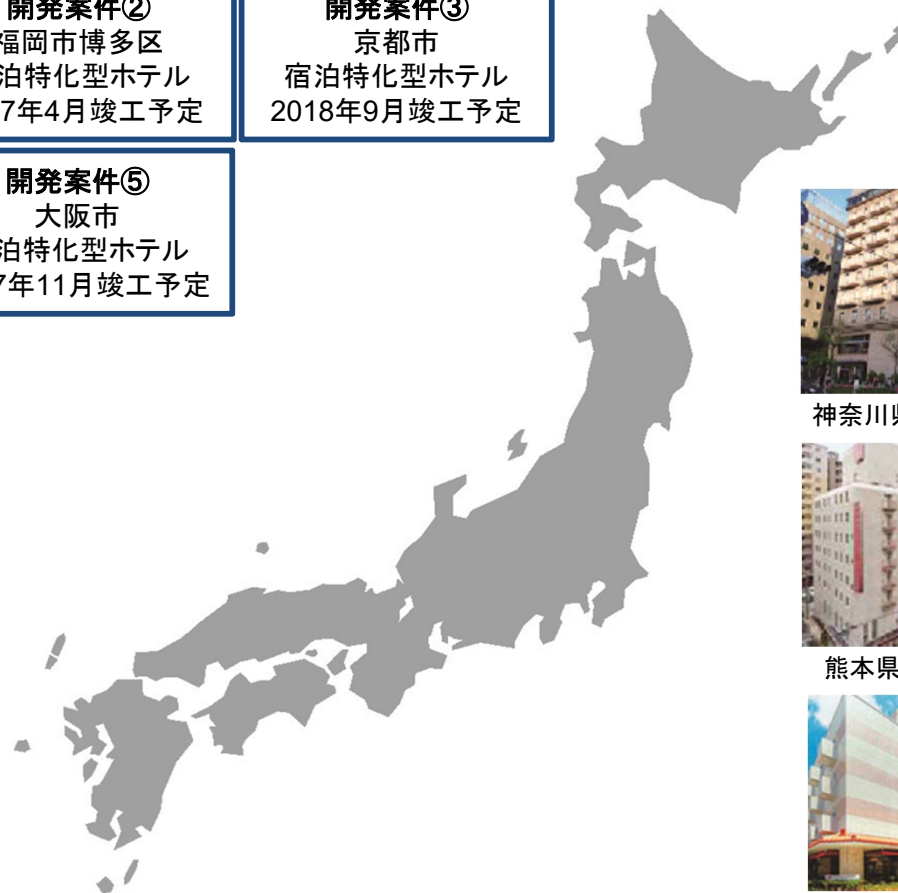 開発案件②
福岡市博多区
泊特化型ホテル
7年4月竣工予定
開発案件③
京都市
宿泊特化型ホテル
2018年9月竣工予定
開発案件⑤
大阪市
泊特化型ホテル
7年11月竣工予定
神奈川県
熊本県